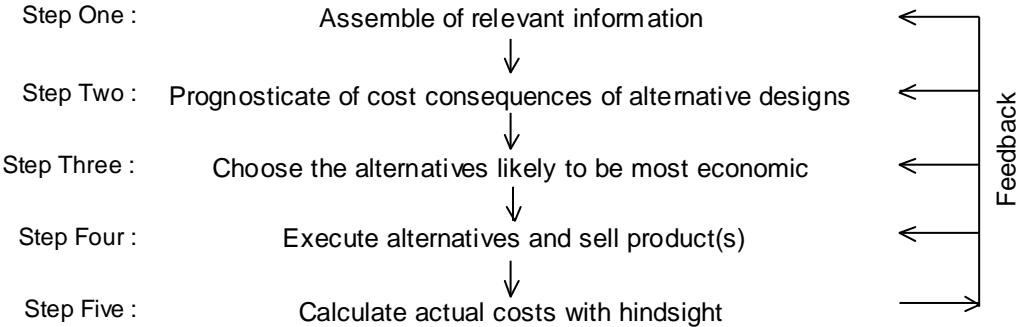 Step One : Assemble of relevant information
Step Two : Prognosticate of cost consequences of alternative designs
Step Three : Choose the alternatives likely to be most economic
Step Four : Execute alternatives and sell product(s)
Step Five : Calculate actual costs with hindsight
Feedback